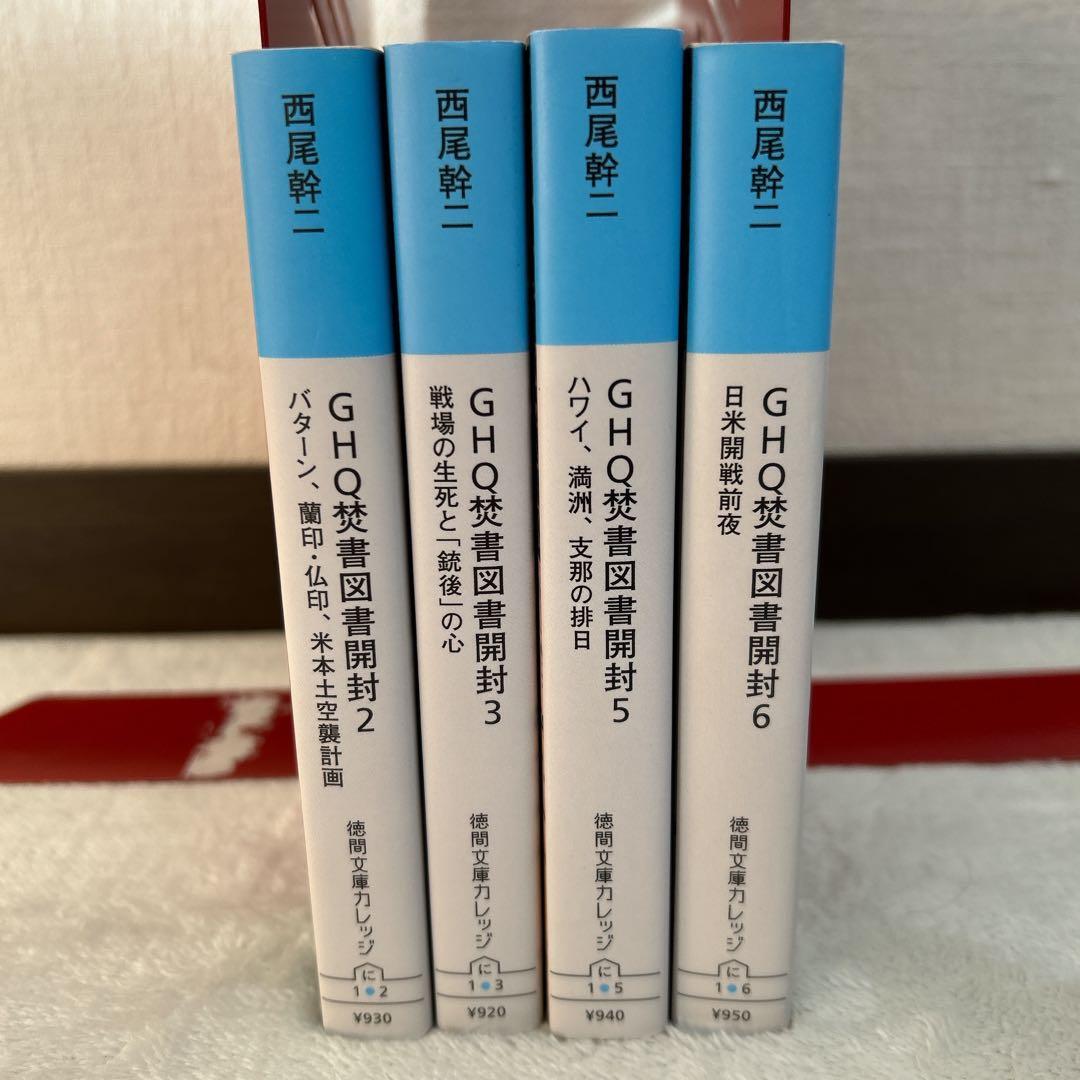 西尾幹二
GHQ焚書図書開封2
バターン、蘭印・仏印、米本土空襲計画
徳間文庫カレッジ
に
1●2
¥930
西尾幹二
GHQ焚書図書開封3
戦場の生死と「銃後」の心
徳間文庫カレッジ
に
1●3
¥920
西尾幹二
GHQ焚書図書開封5
ハワイ、満洲、支那の排日
徳間文庫カレッジ
に
1●5
¥940
西尾幹二
GHQ焚書図書開封6
日米開戦前夜
徳間文庫カレッジ
に
1●6
¥950